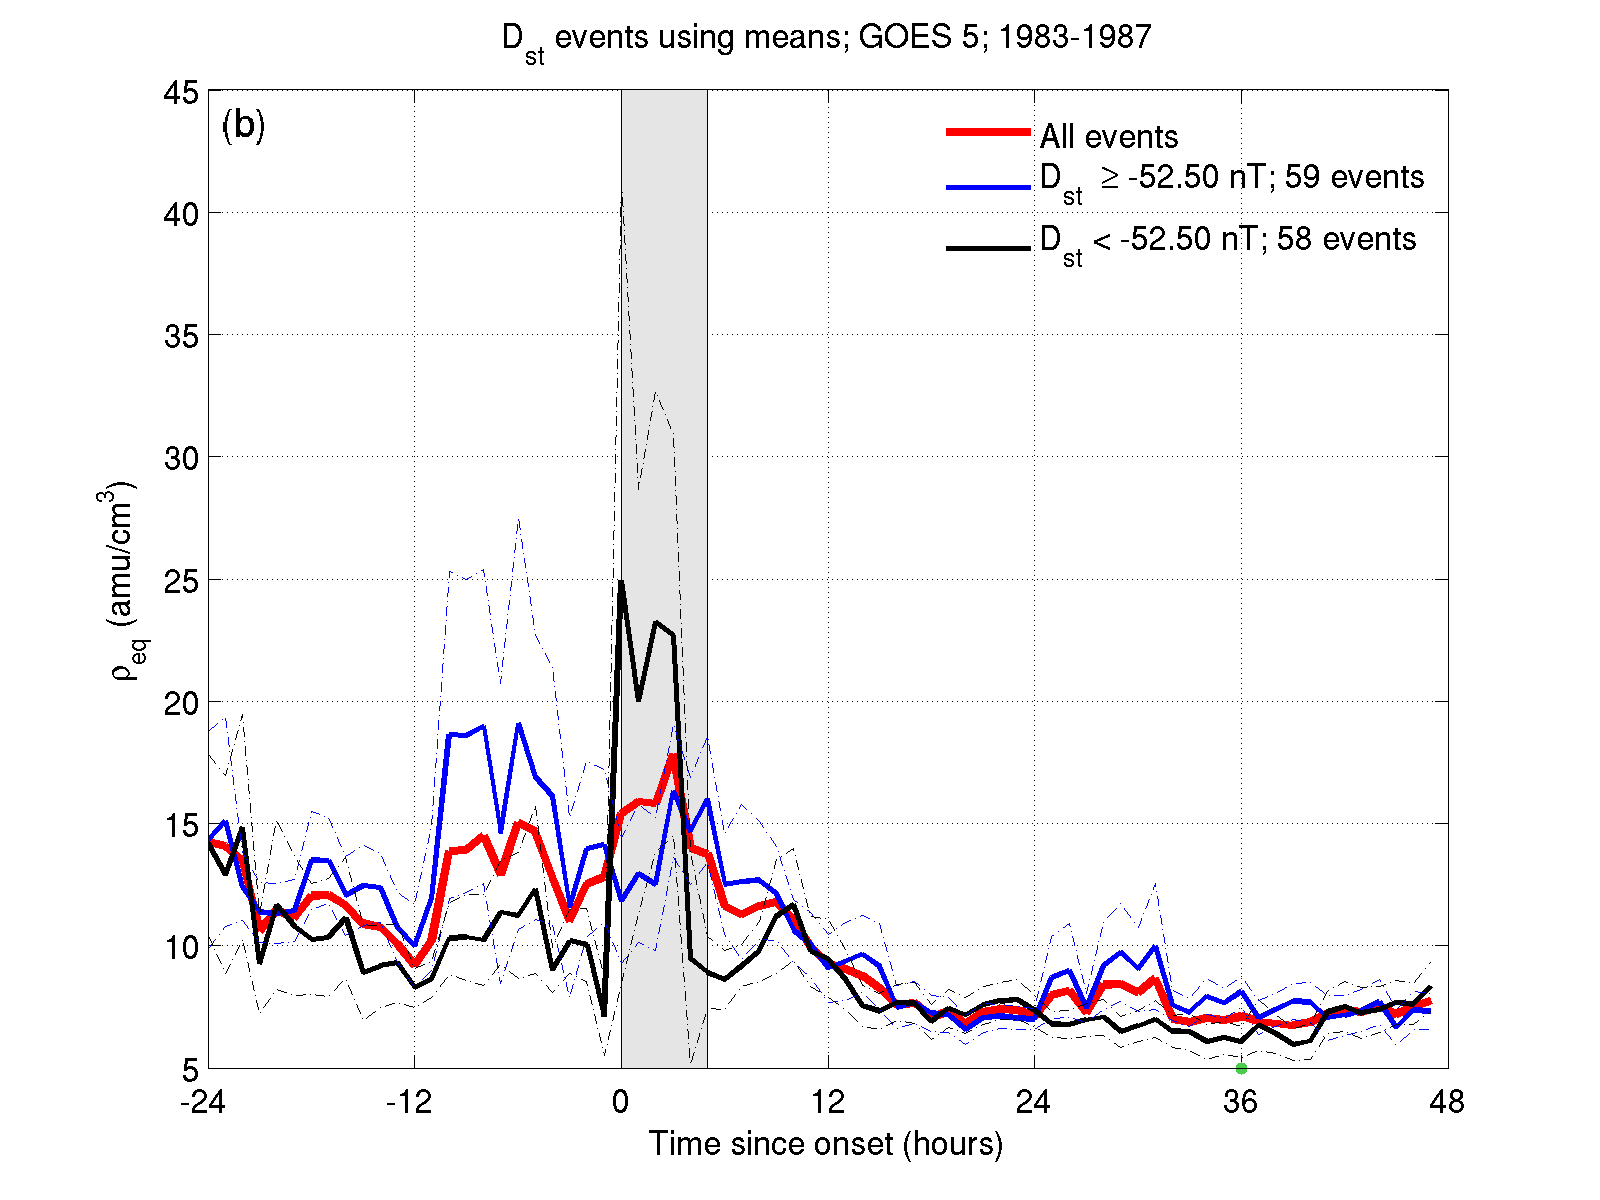 Dst events using means; GOES 5; 1983-1987
(b)
All events
Dst ≥ -52.50 nT; 59 events
Dst < -52.50 nT; 58 events
45
40
35
30
25
20
15
10
5
ρeq (amu/cm³)
-24 -12 0 12 24 36 48
Time since onset (hours)